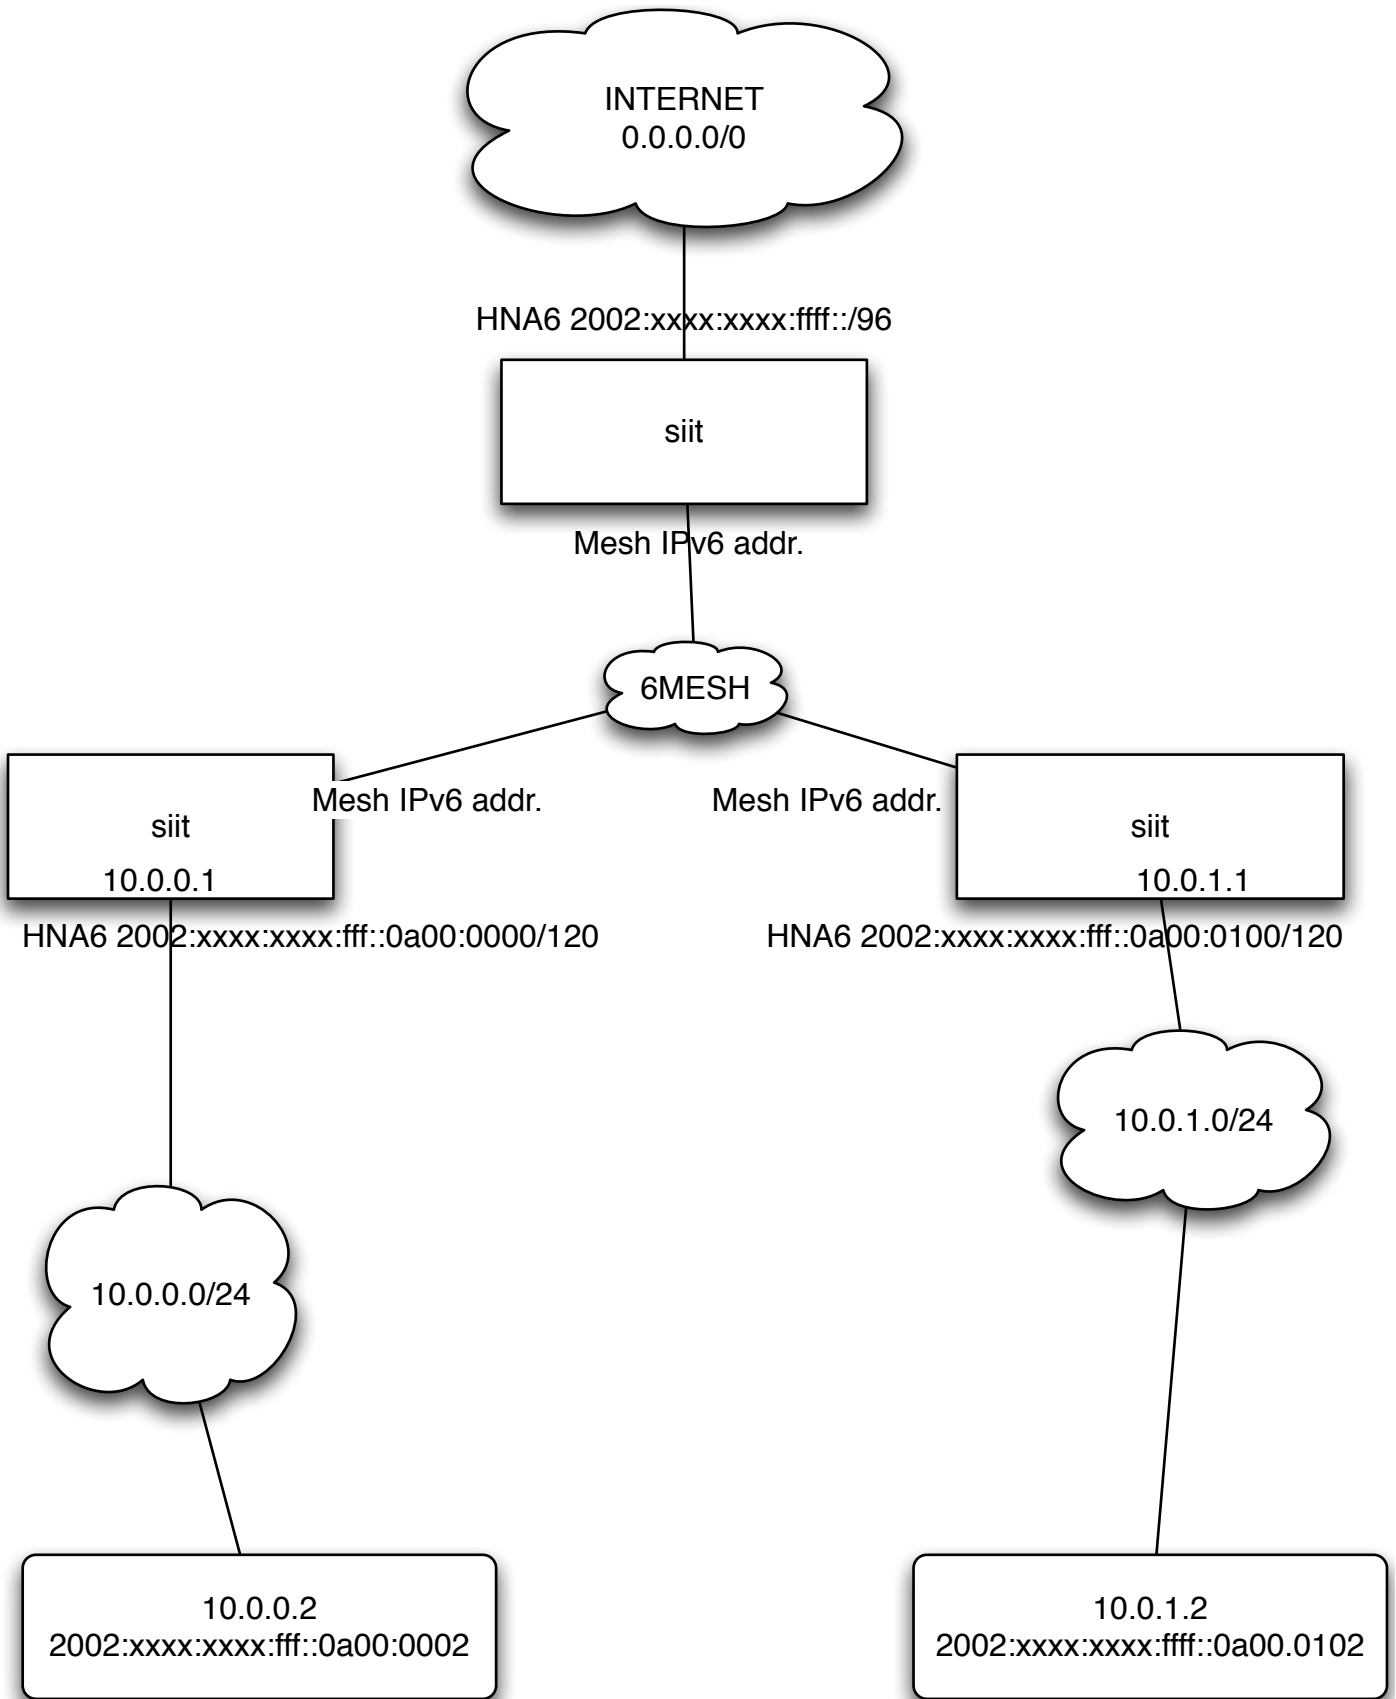 INTERNET
0.0.0.0/0
HNA6 2002:xxxx:xxxx:ffff::/96
siit
Mesh IPv6 addr.
6MESH
Mesh IPv6 addr.
Mesh IPv6 addr.
siit
10.0.0.1
siit
10.0.1.1
HNA6 2002:xxxx:xxxx:fff::0a00:0000/120
HNA6 2002:xxxx:xxxx:fff::0a00:0100/120
10.0.1.0/24
10.0.0.0/24
10.0.0.2
2002:xxxx:xxxx:fff::0a00:0002
10.0.1.2
2002:xxxx:xxxx:ffff::0a00.0102